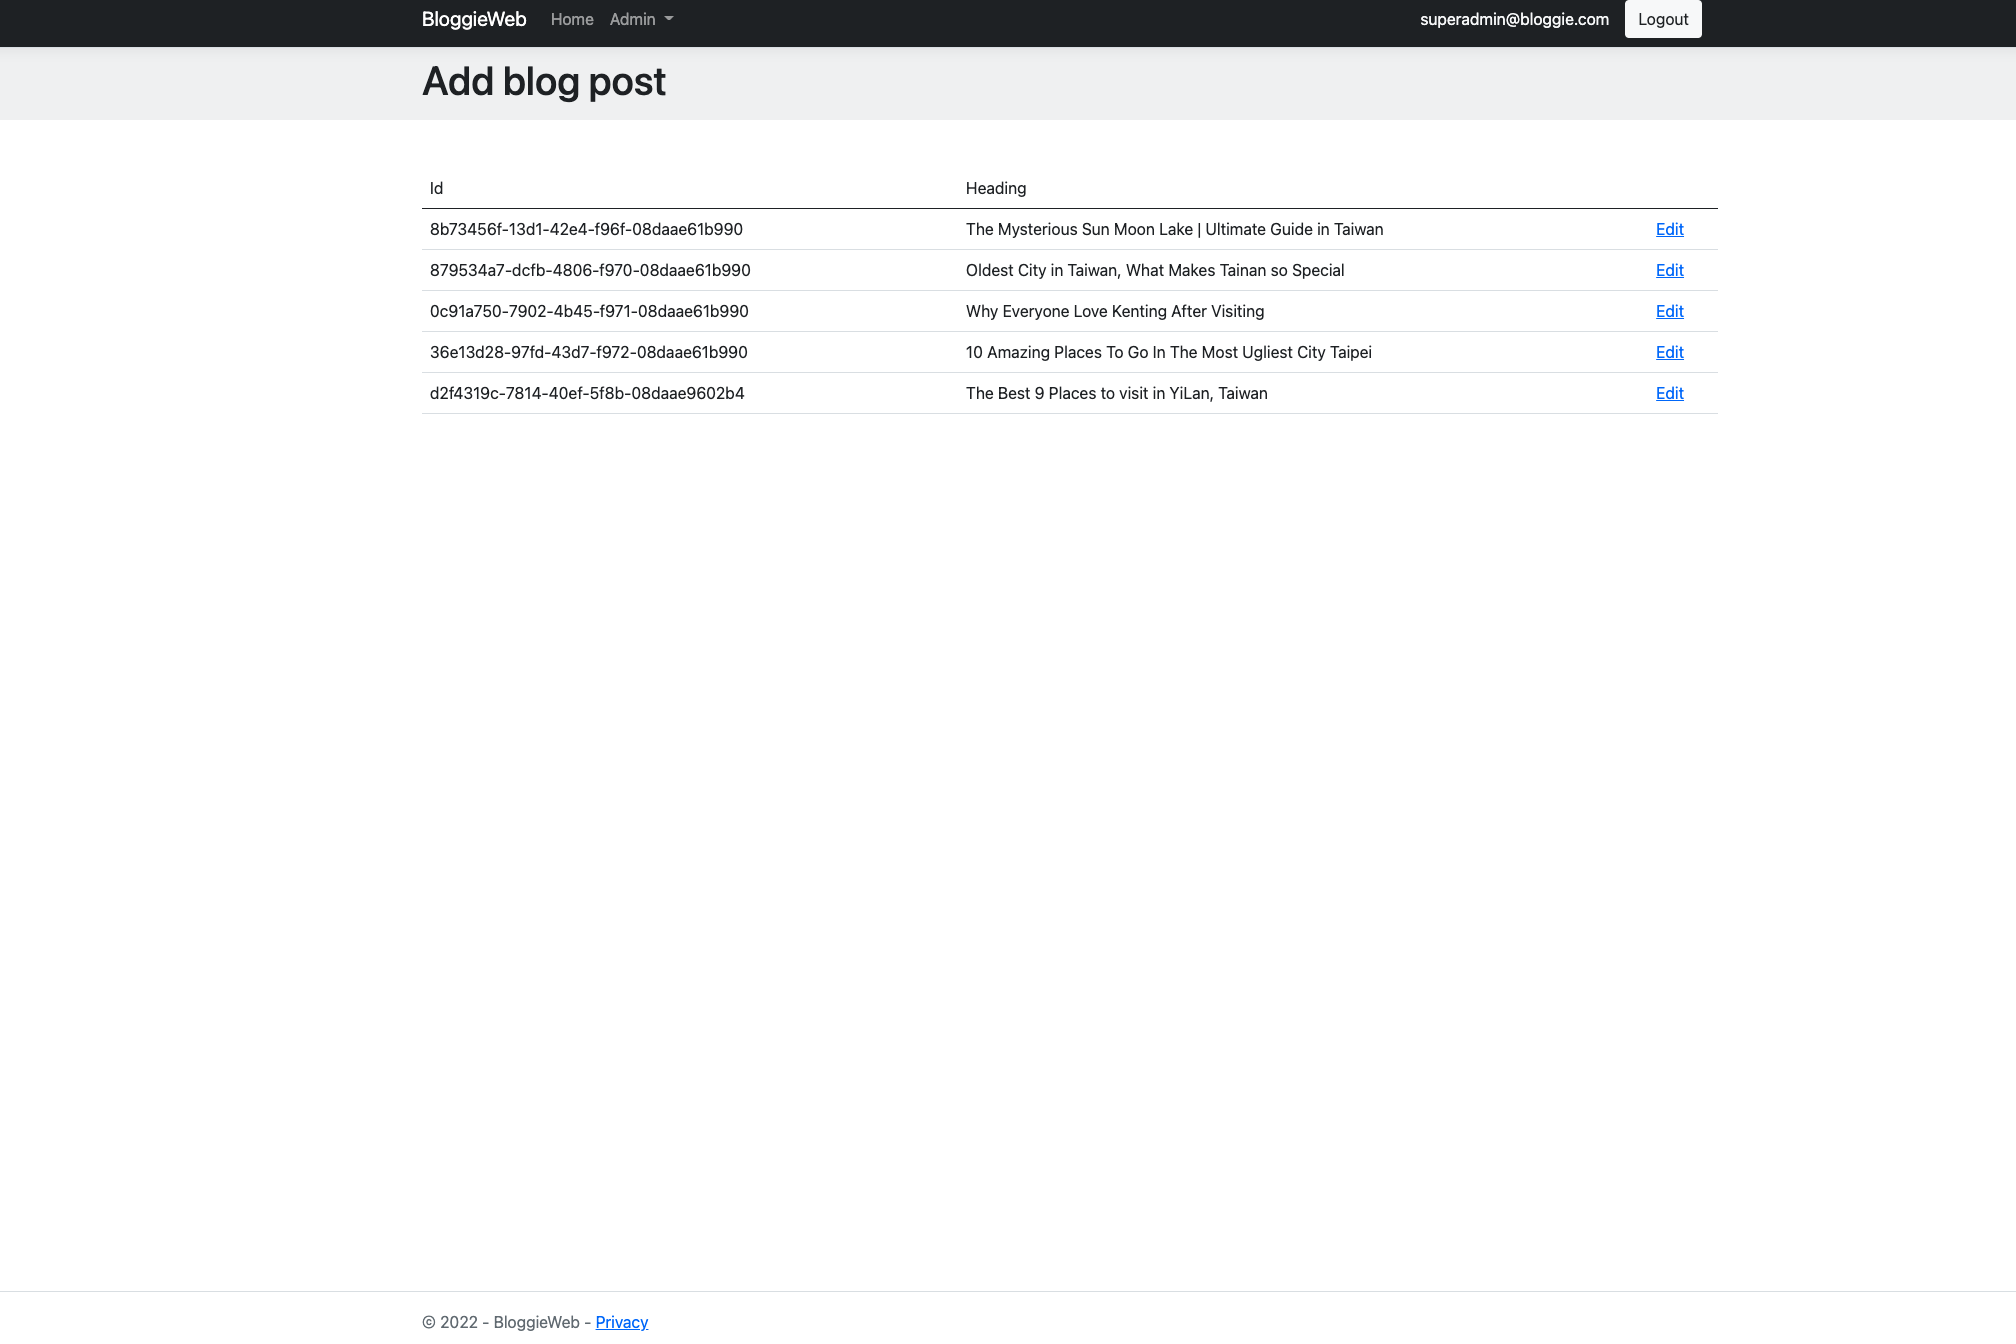 BloggieWeb Home Admin superadmin@bloggie.com Logout
Add blog post
Id Heading
8b73456f-13d1-42e4-f96f-08daae61b990 The Mysterious Sun Moon Lake | Ultimate Guide in Taiwan Edit
879534a7-dcfb-4806-f970-08daae61b990 Oldest City in Taiwan, What Makes Tainan so Special Edit
0c91a750-7902-4b45-f971-08daae61b990 Why Everyone Love Kenting After Visiting Edit
36e13d28-97fd-43d7-f972-08daae61b990 10 Amazing Places To Go In The Most Ugliest City Taipei Edit
d2f4319c-7814-40ef-5f8b-08daae9602b4 The Best 9 Places to visit in YiLan, Taiwan Edit
© 2022 - BloggieWeb - Privacy